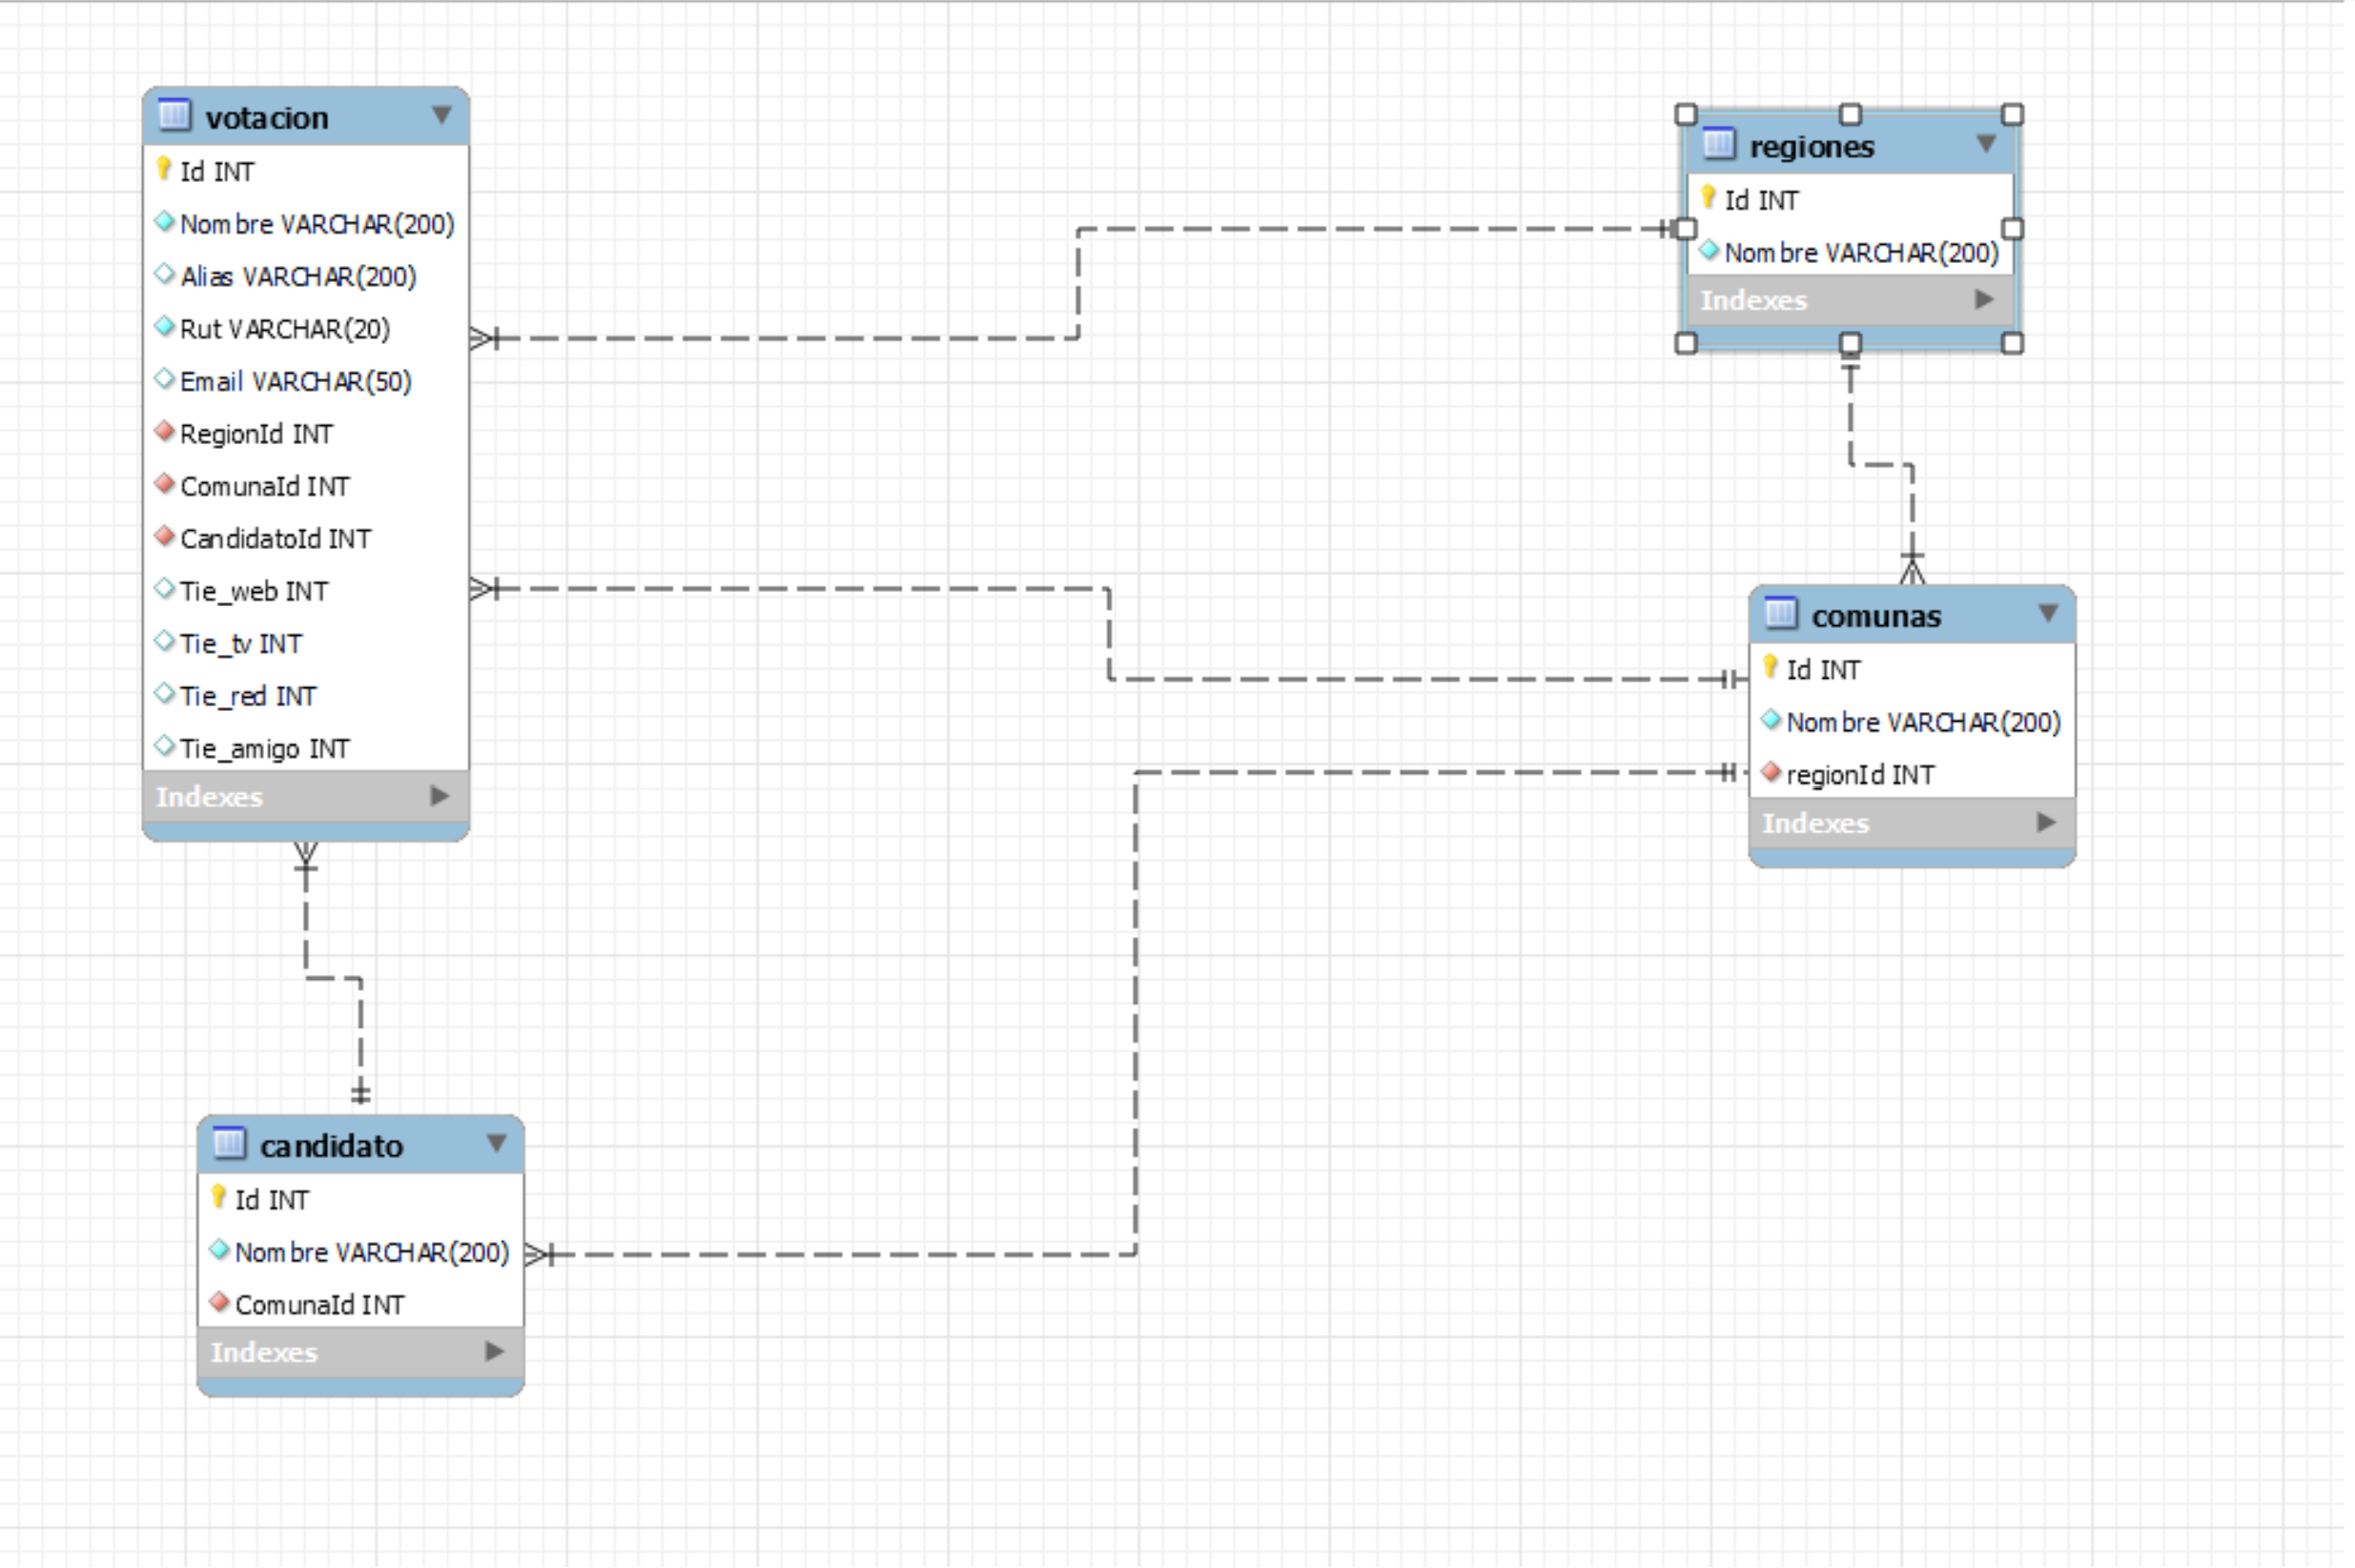 votacion
Id INT
Nombre VARCHAR(200)
Alias VARCHAR(200)
Rut VARCHAR(20)
Email VARCHAR(50)
RegionId INT
ComunaId INT
CandidatoId INT
Tie_web INT
Tie_tv INT
Tie_red INT
Tie_amigo INT
Indexes
regiones
Id INT
Nombre VARCHAR(200)
Indexes
comunas
Id INT
Nombre VARCHAR(200)
regionId INT
Indexes
candidato
Id INT
Nombre VARCHAR(200)
ComunaId INT
Indexes